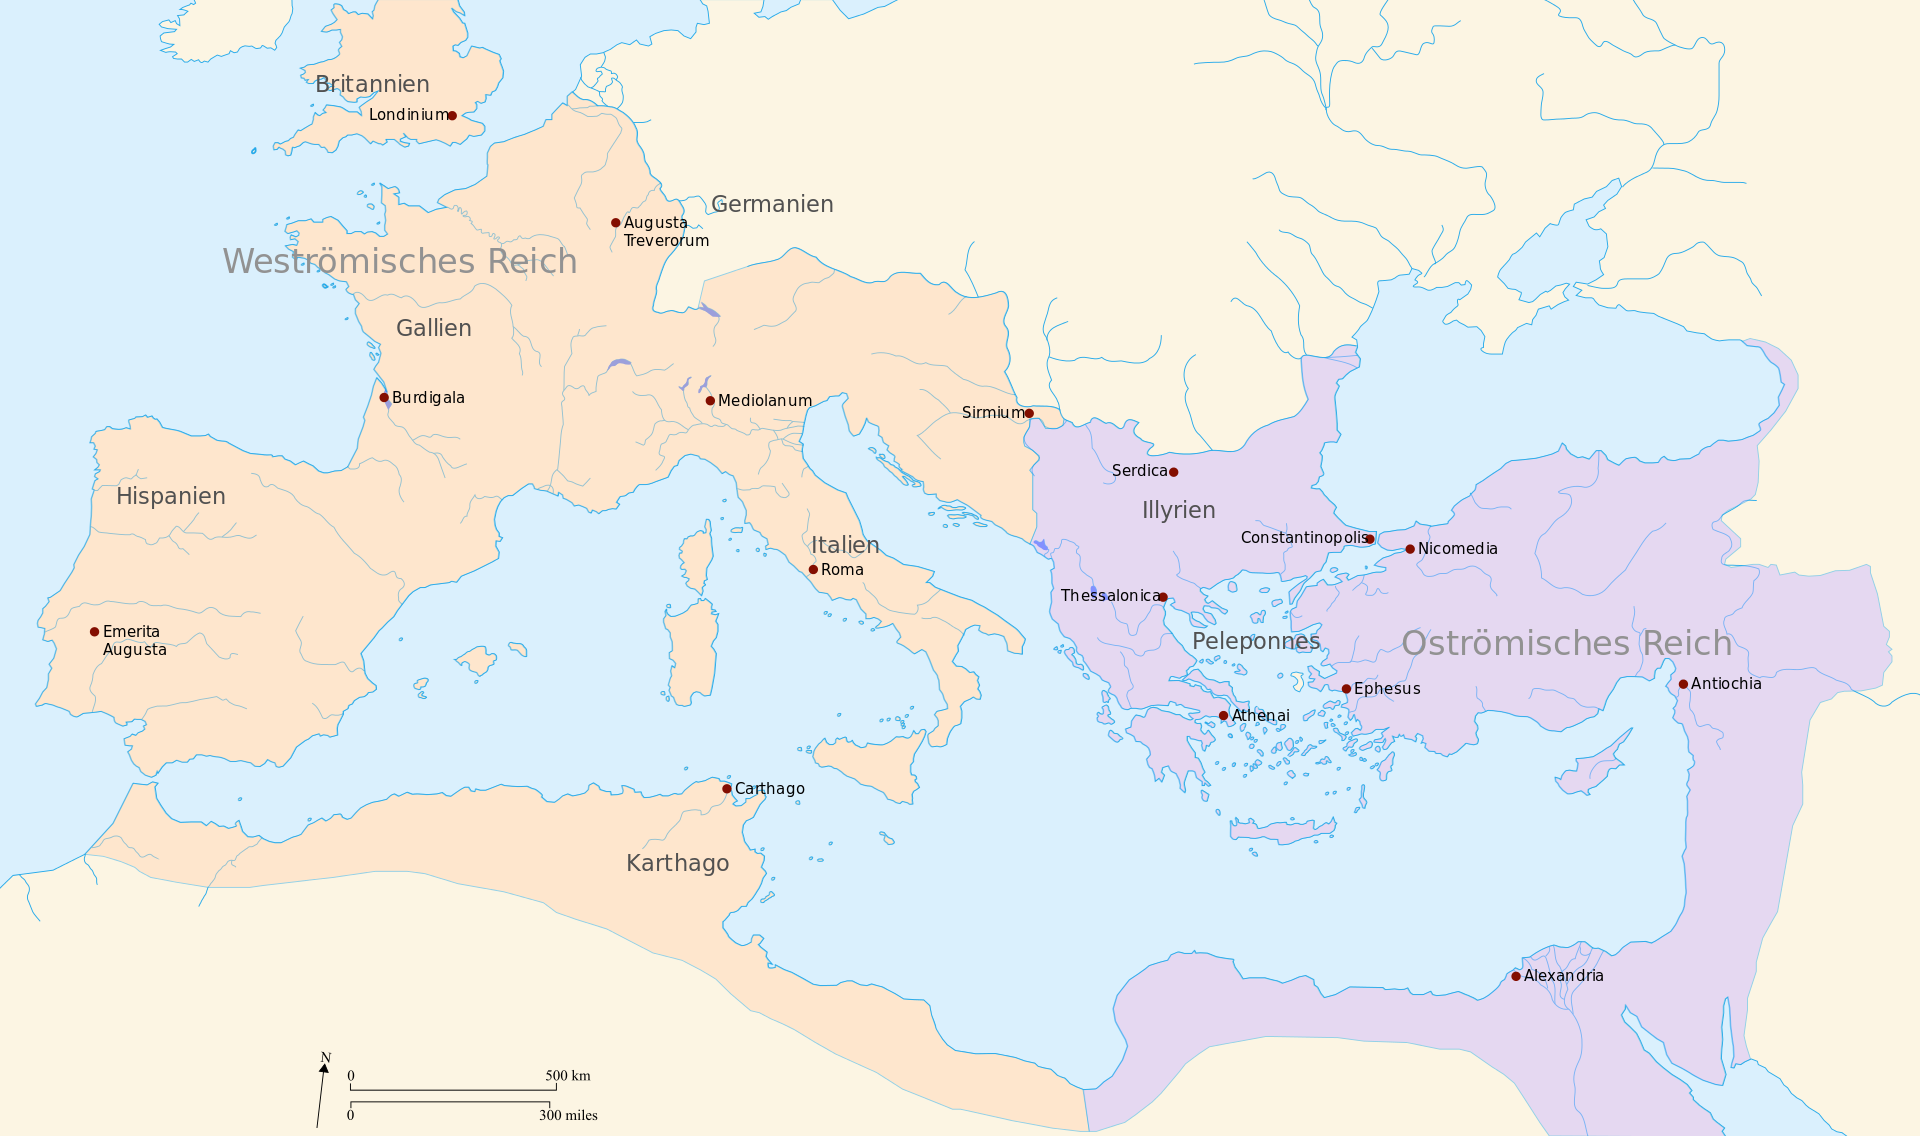 Britannien
Londinium
Germanien
Augusta
Treverorum
Weströmisches Reich
Gallien
Burdigala
Mediolanum
Sirmium
Serdica
Hispanien
Illyrien
Constantinopolis
Italien
Nicomedia
Roma
Thessalonica
Emerita
Augusta
Peleponnes
Oströmisches Reich
Antiochia
Ephesus
Athenai
Carthago
Karthago
Alexandria
N
0
500 km
0
300 miles